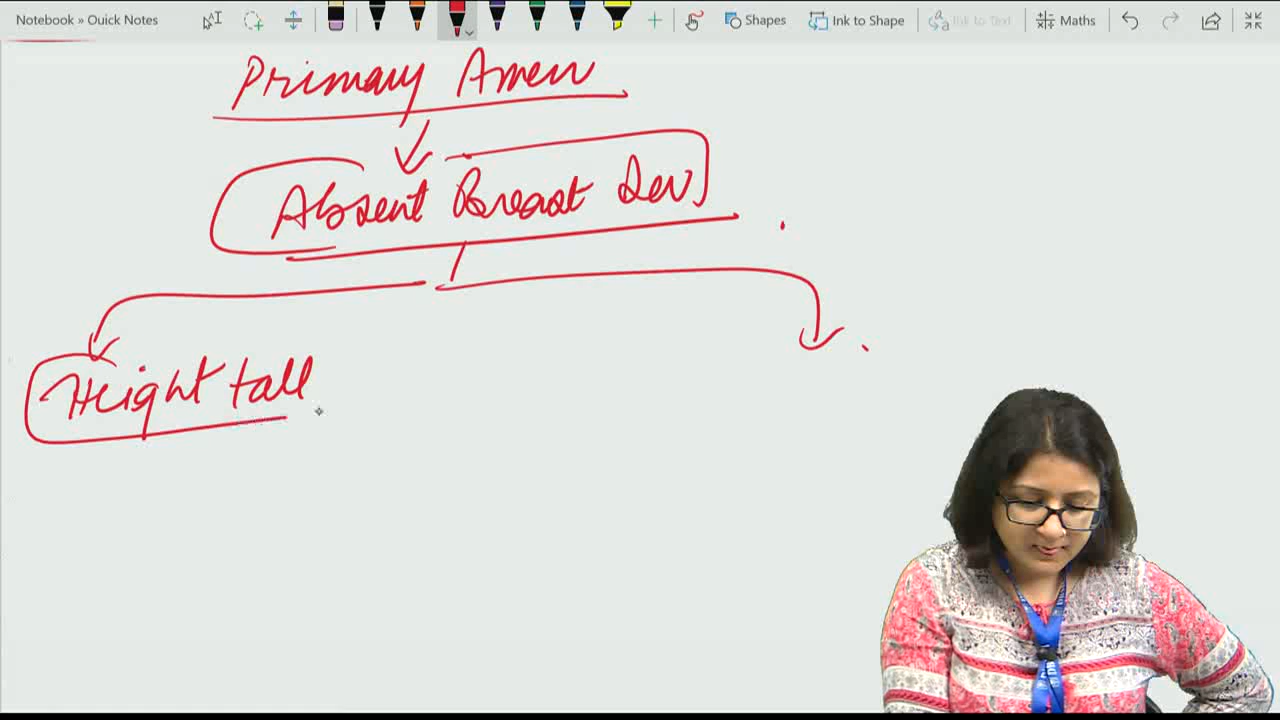 Notebook » Quick Notes
Shapes
Ink to Shape
Ink to Text
Maths
Primary Amen
Absent Breast Dev
Height tall